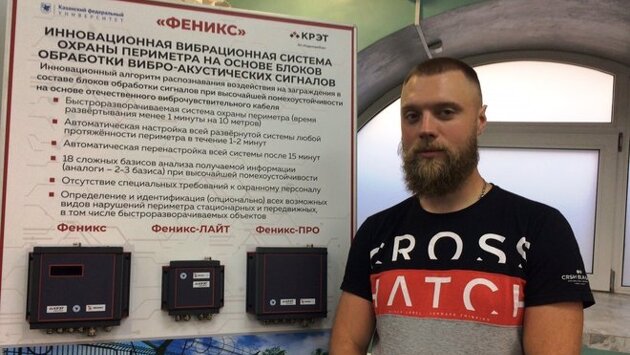 Казанский федеральный
УНИВЕРСИТЕТ
«ФЕНИКС»
КРЭТ
ИННОВАЦИОННАЯ ВИБРАЦИОННАЯ СИСТЕМА
ОХРАНЫ ПЕРИМЕТРА НА ОСНОВЕ БЛОКОВ
ОБРАБОТКИ ВИБРО-АКУСТИЧЕСКИХ СИГНАЛОВ
Инновационный алгоритм распознавания воздействия на заграждения в
составе блоков обработки сигналов при высочайшей помехоустойчивости
на основе отечественного виброчувствительного кабеля
• Быстроразворачиваемая система охраны периметра (время
развёртывания менее 1 минуты на 10 метров)
• Автоматическая настройка всей развёрнутой системы любой
протяжённости периметра в течение 1-2 минут
• Автоматическая перенастройка всей системы после 15 минут
• 18 сложных базисов анализа получаемой информации
(аналоги – 2–3 базиса) при высочайшей помехоустойчивости
• Отсутствие специальных требований к охранному персоналу
• Определение и идентификация (опционально) всех возможных
видов нарушений периметра стационарных и передвижных,
в том числе быстроразворачиваемых объектов
Феникс
Феникс-ЛАЙТ
Феникс-ПРО
CROSS
HATCH